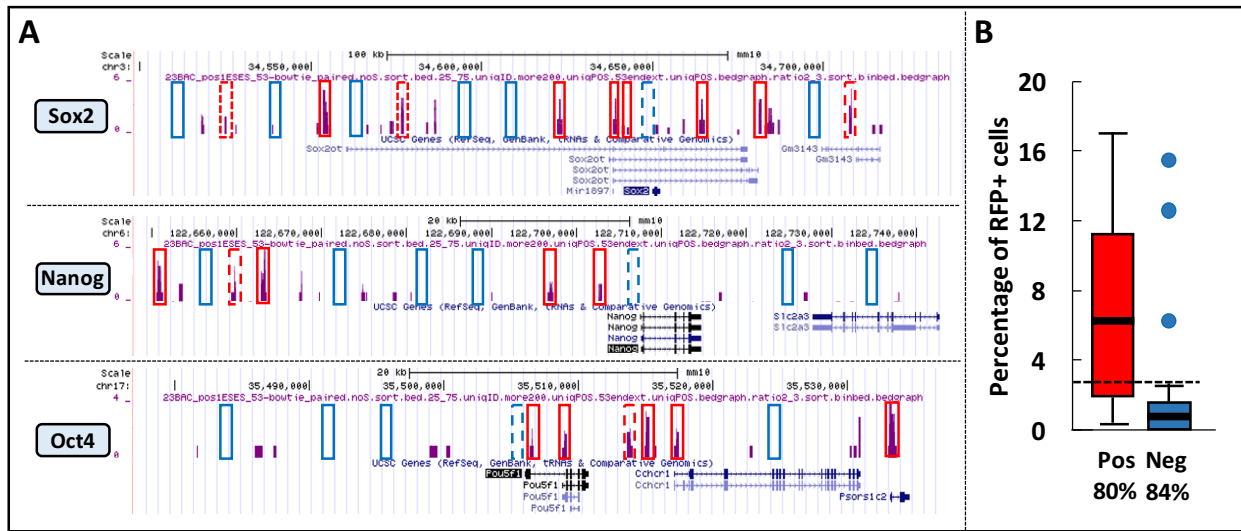 A
Scale 100 kb mm10
chr3: 34,550,000 34,600,000 34,650,000 34,700,000
6 23BAC_pos1ESES_53-bowtie_paired.noS.sort.bed.25_75.uniqID.more200.uniqPOS.53endext.uniqPOS.bedgraph.ratio2_3.sort.binbed.bedgraph
Sox2
0
UCSC Genes (RefSeq, GenBank, tRNAs & Comparative Genomics)
Sox2ot Gm3143
Sox2ot Gm3143
Sox2ot
Sox2ot
Mir1897 Sox2
Scale 20 kb mm10
chr6: 122,660,000 122,670,000 122,680,000 122,690,000 122,700,000 122,710,000 122,720,000 122,730,000 122,740,000
6 23BAC_pos1ESES_53-bowtie_paired.noS.sort.bed.25_75.uniqID.more200.uniqPOS.53endext.uniqPOS.bedgraph.ratio2_3.sort.binbed.bedgraph
Nanog
0
UCSC Genes (RefSeq, GenBank, tRNAs & Comparative Genomics)
Nanog Slc2a3
Nanog Slc2a3
Nanog
Nanog
Scale 20 kb mm10
chr17: 35,490,000 35,500,000 35,510,000 35,520,000 35,530,000
4 23BAC_pos1ESES_53-bowtie_paired.noS.sort.bed.25_75.uniqID.more200.uniqPOS.53endext.uniqPOS.bedgraph.ratio2_3.sort.binbed.bedgraph
Oct4
0
UCSC Genes (RefSeq, GenBank, tRNAs & Comparative Genomics)
Pou5f1 Cchcr1
Pou5f1 Cchcr1
Pou5f1 Psors1c2
Pou5f1
B
Percentage of RFP+ cells
20
16
12
8
4
0
Pos Neg
80% 84%